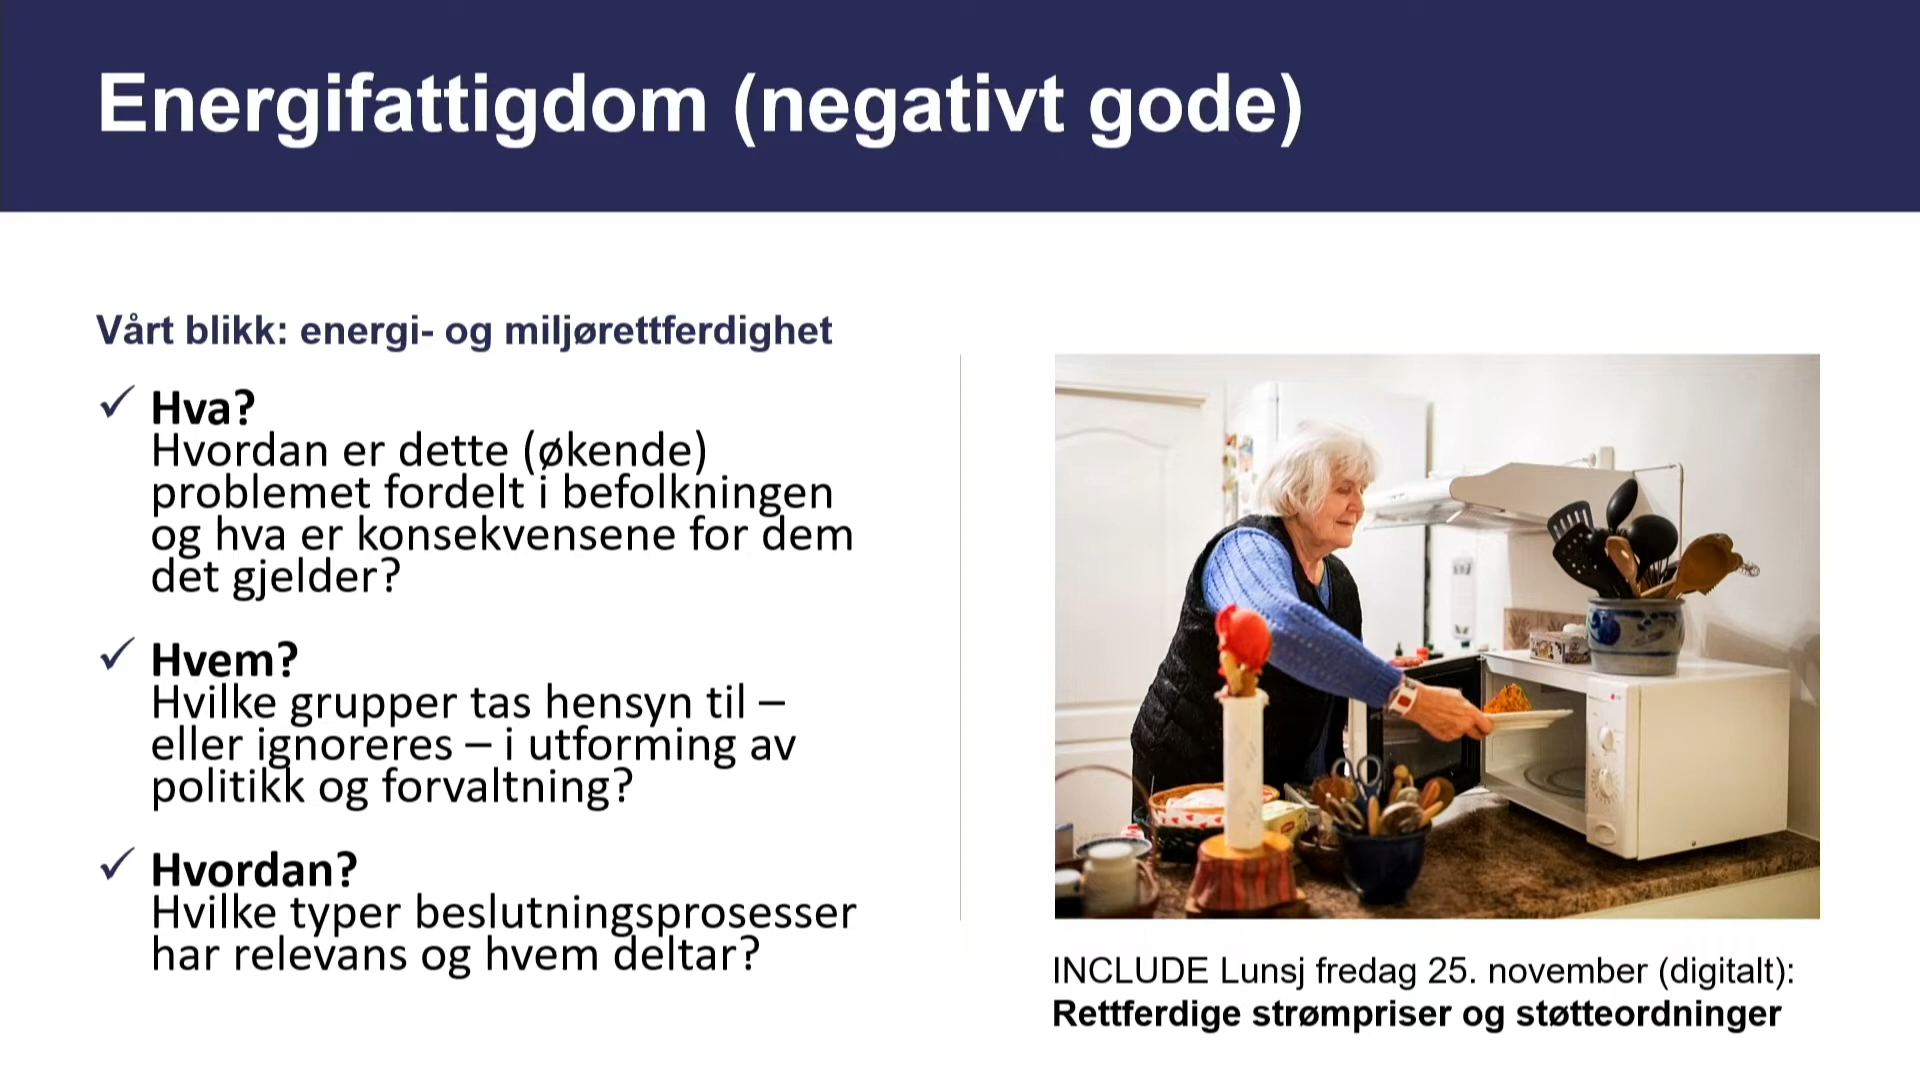 Energifattigdom (negativt gode)
Vårt blikk: energi- og miljørettferdighet
Hva?
Hvordan er dette (økende)
problemet fordelt i befolkningen
og hva er konsekvensene for dem
det gjelder?
Hvem?
Hvilke grupper tas hensyn til –
eller ignoreres – i utforming av
politikk og forvaltning?
Hvordan?
Hvilke typer beslutningsprosesser
har relevans og hvem deltar?
INCLUDE Lunsj fredag 25. november (digitalt):
Rettferdige strømpriser og støtteordninger